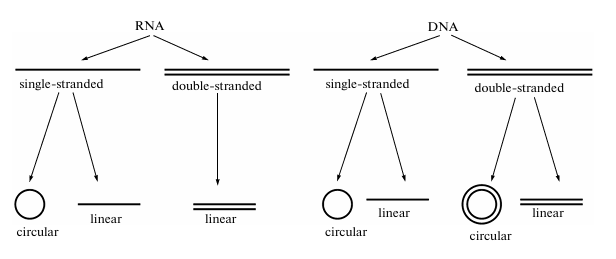 RNA
DNA
single-stranded
double-stranded
single-stranded
double-stranded
circular
linear
linear
circular
linear
circular
linear